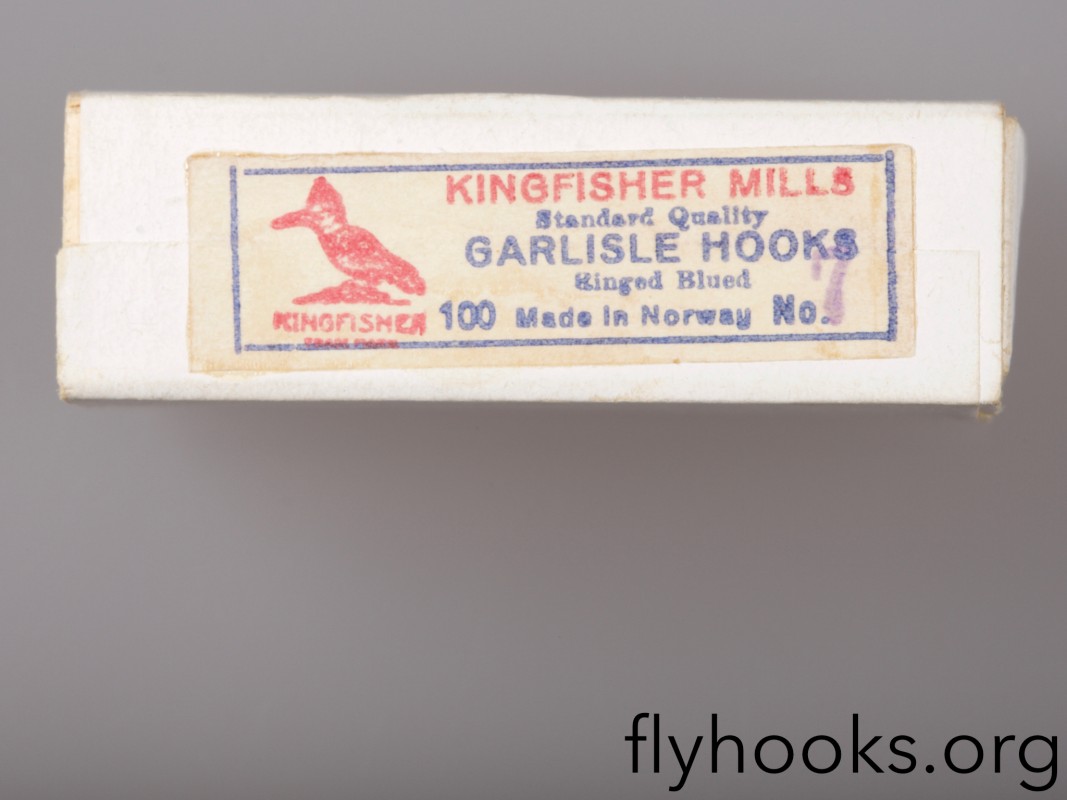 KINGFISHER MILLS
Standard Quality
GARLISLE HOOKS
Ringed Blued
100 Made in Norway No. 7
KINGFISHER
flyhooks.org